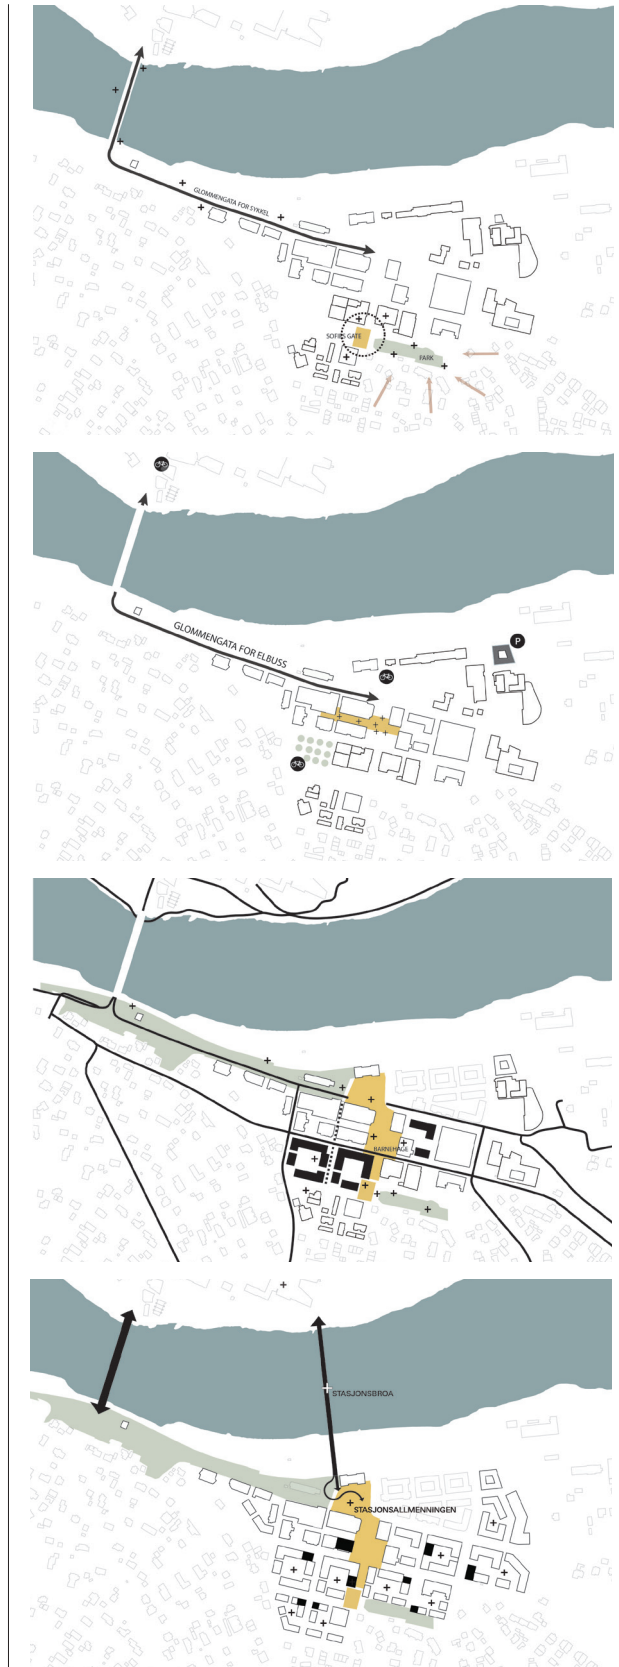 GLOMMENGATA FOR SYKKEL
SOFIES GATE
PARK
GLOMMENGATA FOR ELBUSS
P
BARNEHAGE
STASJONSBROA
STASJONSALLMENNINGEN